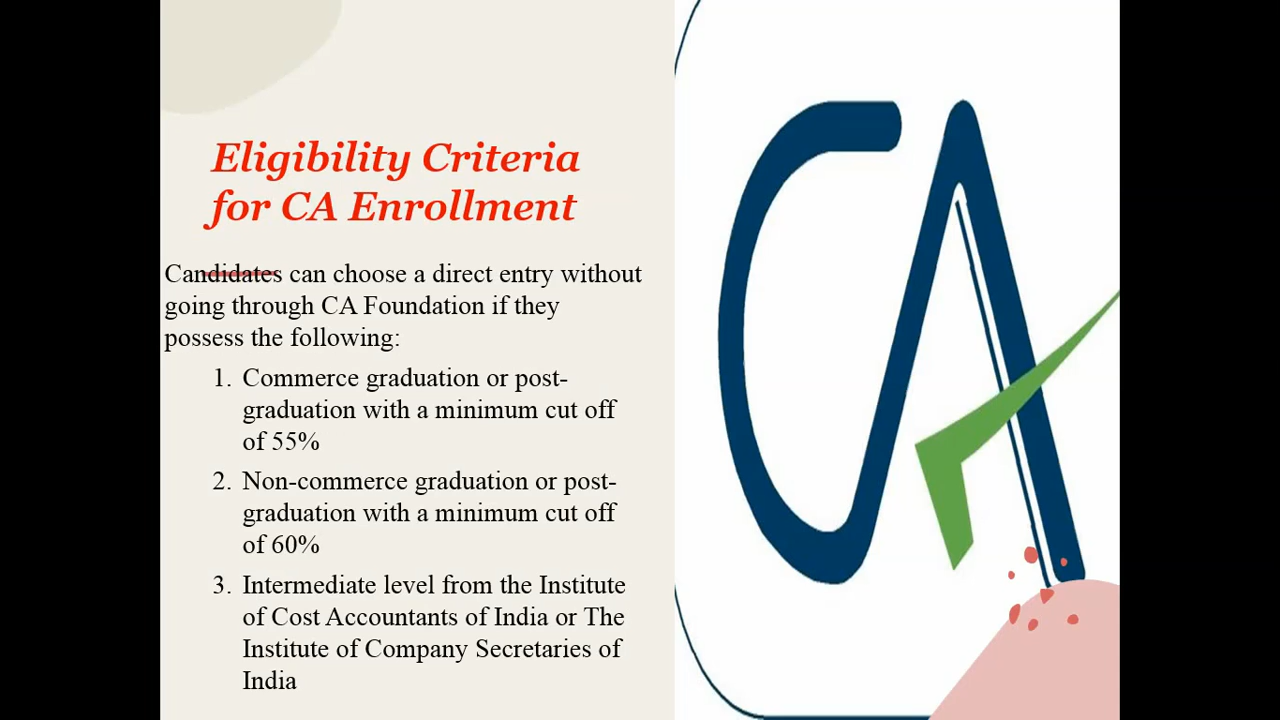 Eligibility Criteria
for CA Enrollment
Candidates can choose a direct entry without
going through CA Foundation if they
possess the following:
1. Commerce graduation or post-
graduation with a minimum cut off
of 55%
2. Non-commerce graduation or post-
graduation with a minimum cut off
of 60%
3. Intermediate level from the Institute
of Cost Accountants of India or The
Institute of Company Secretaries of
India
CA